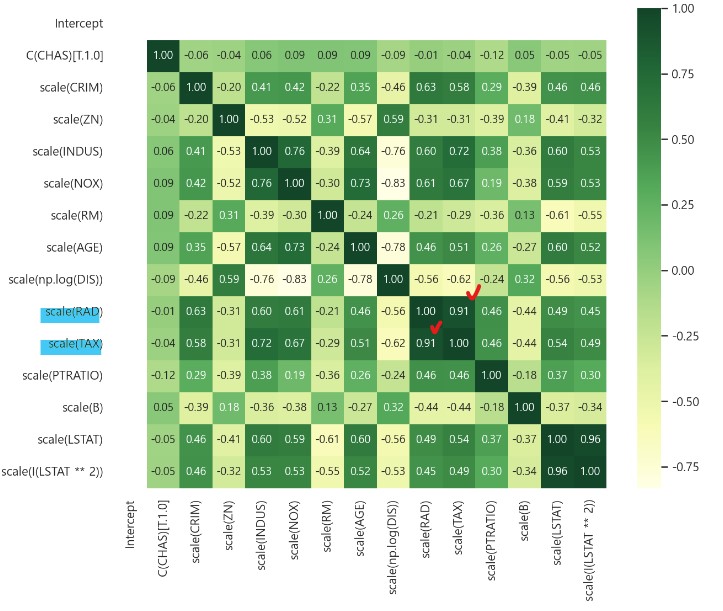 Intercept
C(CHAS)[T.1.0] 1.00 -0.06 -0.04 0.06 0.09 0.09 0.09 -0.09 -0.01 -0.04 -0.12 0.05 -0.05 -0.05
scale(CRIM) -0.06 1.00 -0.20 0.41 0.42 -0.22 0.35 -0.46 0.63 0.58 0.29 -0.39 0.46 0.46
scale(ZN) -0.04 -0.20 1.00 -0.53 -0.52 0.31 -0.57 0.59 -0.31 -0.31 -0.39 0.18 -0.41 -0.32
scale(INDUS) 0.06 0.41 -0.53 1.00 0.76 -0.39 0.64 -0.76 0.60 0.72 0.38 -0.36 0.60 0.53
scale(NOX) 0.09 0.42 -0.52 0.76 1.00 -0.30 0.73 -0.83 0.61 0.67 0.19 -0.38 0.59 0.53
scale(RM) 0.09 -0.22 0.31 -0.39 -0.30 1.00 -0.24 0.26 -0.21 -0.29 -0.36 0.13 -0.61 -0.55
scale(AGE) 0.09 0.35 -0.57 0.64 0.73 -0.24 1.00 -0.78 0.46 0.51 0.26 -0.27 0.60 0.52
scale(np.log(DIS)) -0.09 -0.46 0.59 -0.76 -0.83 0.26 -0.78 1.00 -0.56 -0.62 -0.24 0.32 -0.56 -0.53
scale(RAD) -0.01 0.63 -0.31 0.60 0.61 -0.21 0.46 -0.56 1.00 0.91 0.46 -0.44 0.49 0.45
scale(TAX) -0.04 0.58 -0.31 0.72 0.67 -0.29 0.51 -0.62 0.91 1.00 0.46 -0.44 0.54 0.49
scale(PTRATIO) -0.12 0.29 -0.39 0.38 0.19 -0.36 0.26 -0.24 0.46 0.46 1.00 -0.18 0.37 0.30
scale(B) 0.05 -0.39 0.18 -0.36 -0.38 0.13 -0.27 0.32 -0.44 -0.44 -0.18 1.00 -0.37 -0.34
scale(LSTAT) -0.05 0.46 -0.41 0.60 0.59 -0.61 0.60 -0.56 0.49 0.54 0.37 -0.37 1.00 0.96
scale(I(LSTAT ** 2)) -0.05 0.46 -0.32 0.53 0.53 -0.55 0.52 -0.53 0.45 0.49 0.30 -0.34 0.96 1.00
Intercept
C(CHAS)[T.1.0]
scale(CRIM)
scale(ZN)
scale(INDUS)
scale(NOX)
scale(RM)
scale(AGE)
scale(np.log(DIS))
scale(RAD)
scale(TAX)
scale(PTRATIO)
scale(B)
scale(LSTAT)
scale(I(LSTAT ** 2))
1.00
0.75
0.50
0.25
0.00
-0.25
-0.50
-0.75